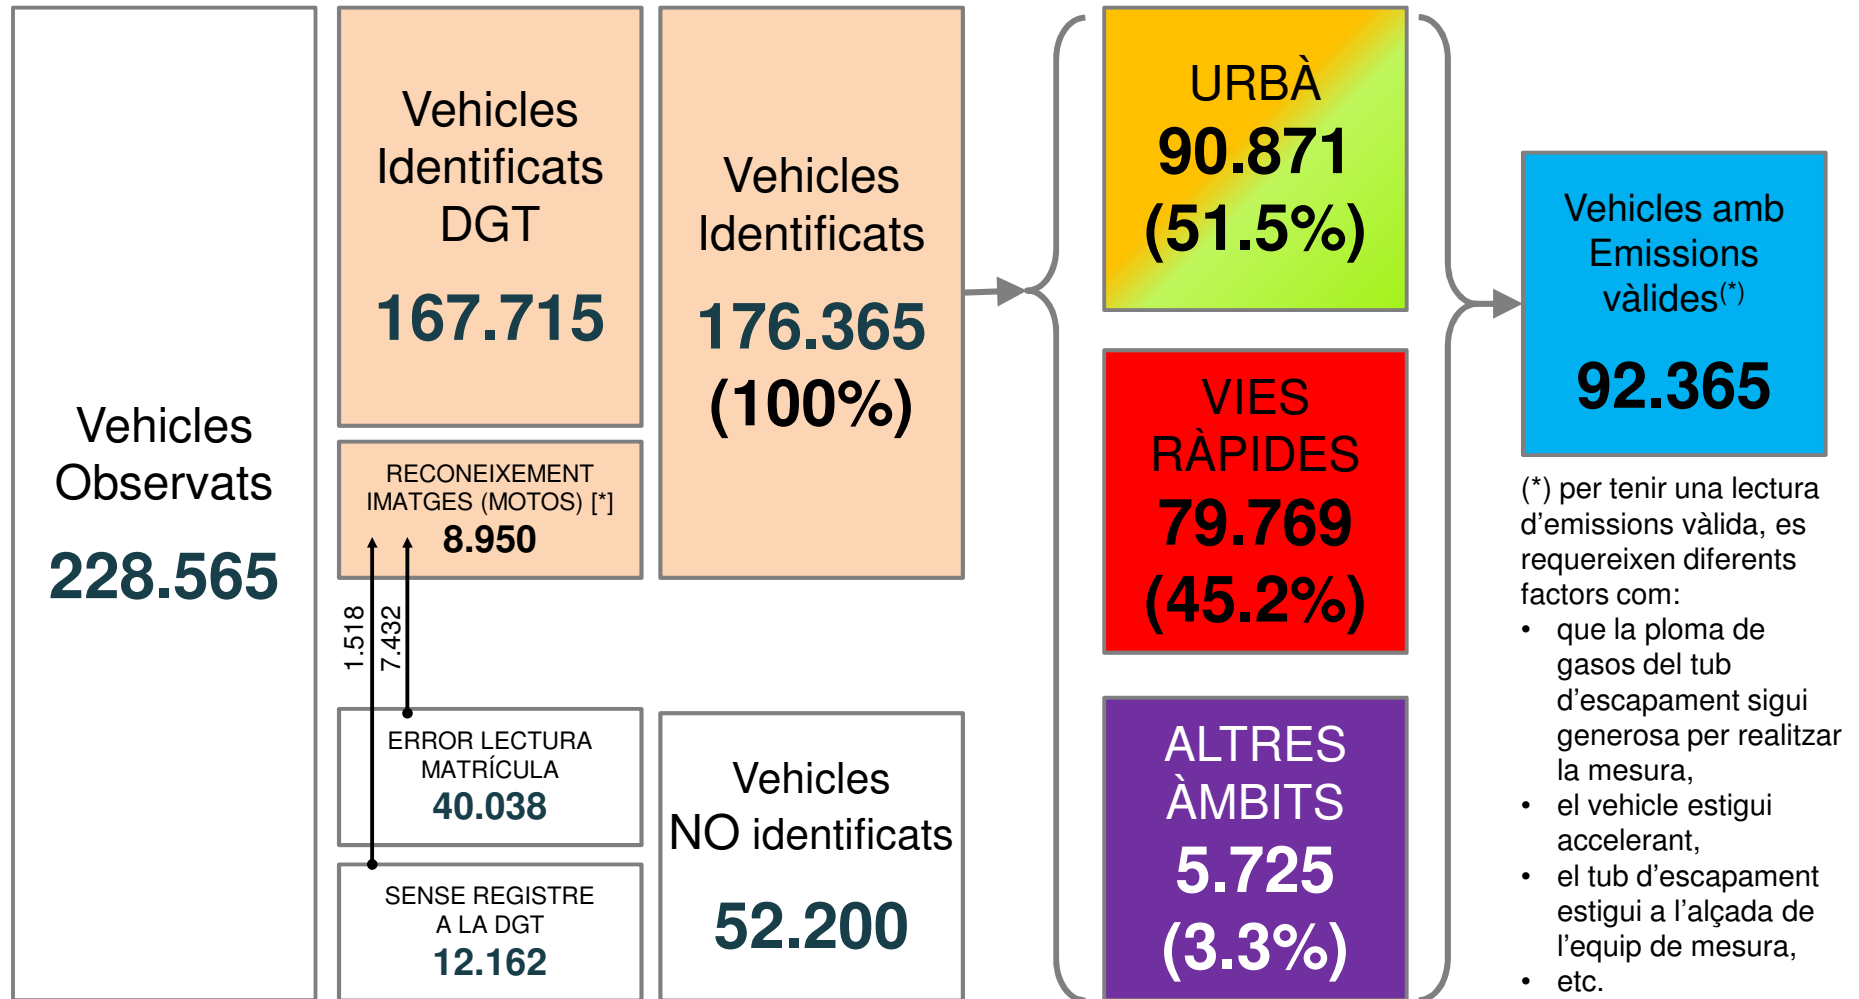 Vehicles
Observats
228.565
Vehicles
Identificats
DGT
167.715
RECONEIXEMENT
IMATGES (MOTOS) [*]
8.950
1.518
7.432
ERROR LECTURA
MATRÍCULA
40.038
SENSE REGISTRE
A LA DGT
12.162
Vehicles
Identificats
176.365
(100%)
Vehicles
NO identificats
52.200
URBÀ
90.871
(51.5%)
VIES
RÀPIDES
79.769
(45.2%)
ALTRES
ÀMBITS
5.725
(3.3%)
Vehicles amb
Emissions
vàlides(*)
92.365
(*) per tenir una lectura
d’emissions vàlida, es
requereixen diferents
factors com:
• que la ploma de
gasos del tub
d’escapament sigui
generosa per realitzar
la mesura,
• el vehicle estigui
accelerant,
• el tub d’escapament
estigui a l’alçada de
l’equip de mesura,
• etc.